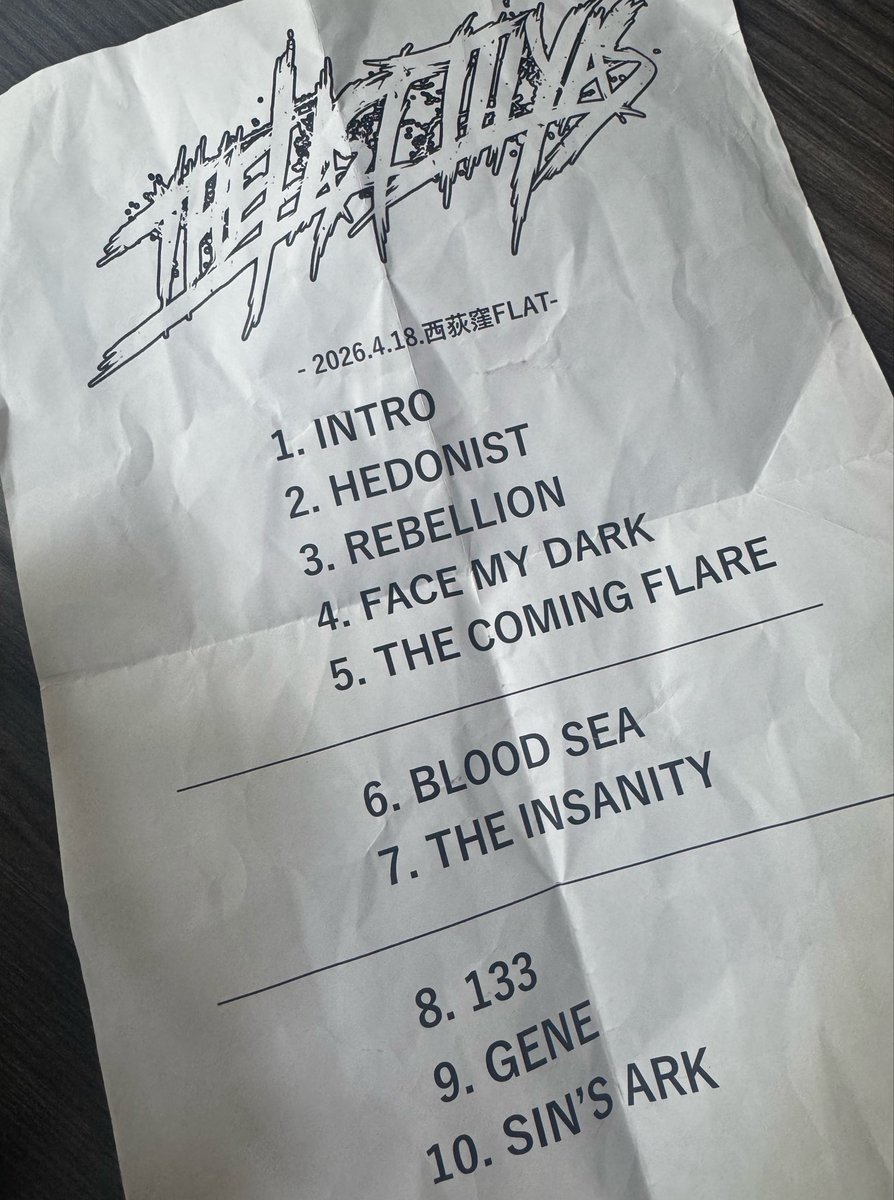 THE
- 2026.4.18.西荻窪FLAT-
1. INTRO
2. HEDONIST
3. REBELLION
4. FACE MY DARK
5. THE COMING FLARE
6. BLOOD SEA
7. THE INSANITY
8. 133
9. GENE
10. SIN'S ARK